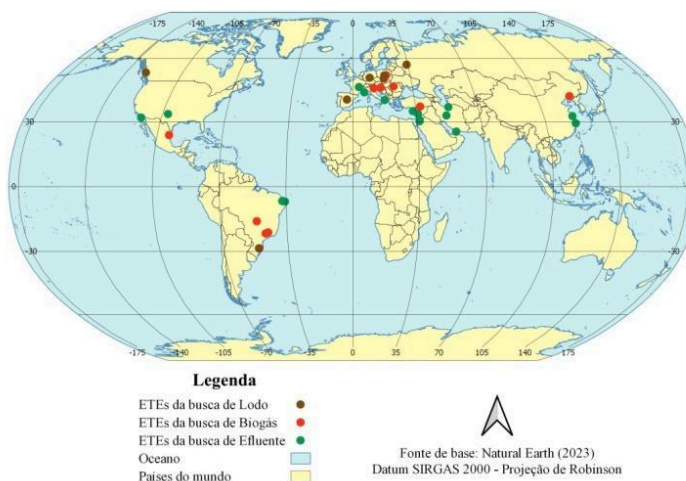 -175 -140 -105 -70 -35 0 35 70 105 140 175
30 30
0 0
-30 -30
-175 -140 -105 -70 -35 0 35 70 105 140 175
Legenda
ETEs da busca de Lodo
ETEs da busca de Biogás
ETEs da busca de Efluente
Oceano
Países do mundo
Fonte de base: Natural Earth (2023)
Datum SIRGAS 2000 - Projeção de Robinson